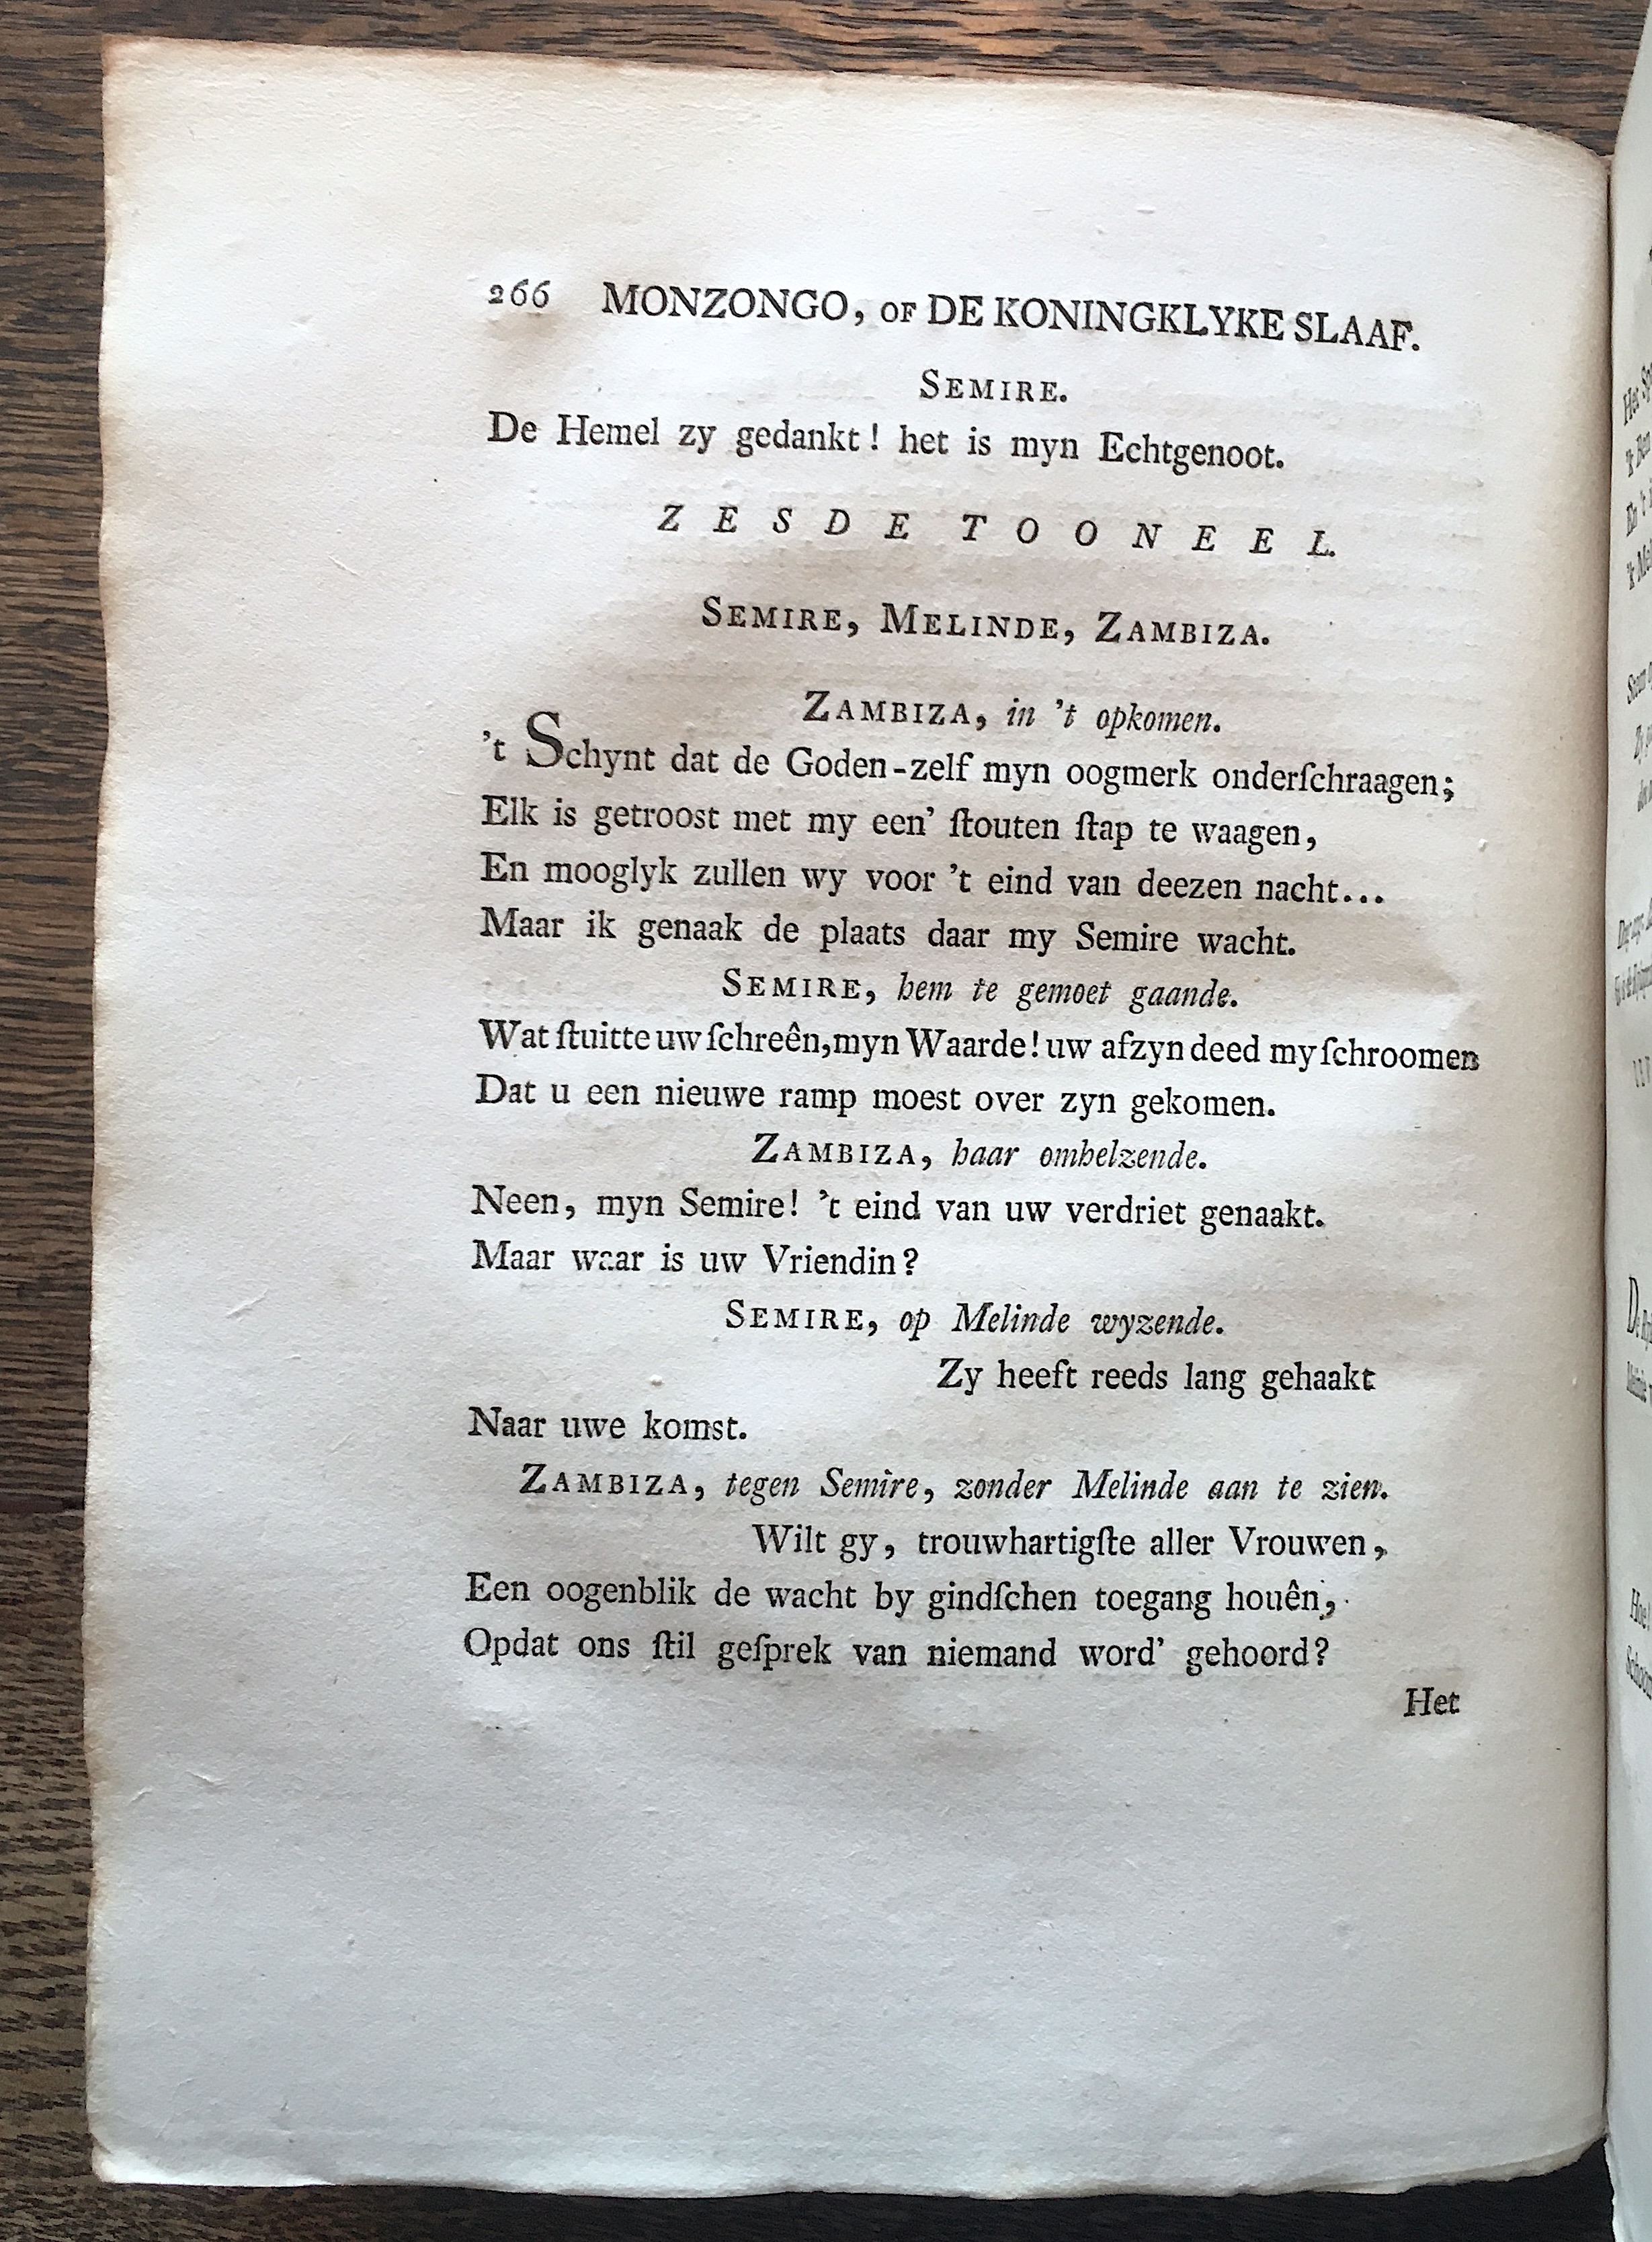 266 MONZONGO, OF DE KONINGKLYKE SLAAF.
SEMIRE.
De Hemel zy gedankt! het is myn Echtgenoot.
ZESDE TOONEEL.
SEMIRE, MELINDE, ZAMBIZA.
ZAMBIZA, in 't opkomen.
't Schynt dat de Goden-zelf myn oogmerk onderſchraagen;
Elk is getroost met my een' ſtouten ſtap te waagen,
En mooglyk zullen wy voor 't eind van deezen nacht...
Maar ik genaak de plaats daar my Semire wacht.
SEMIRE, hem te gemoet gaande.
Wat ſtuitte uw ſchreên, myn Waarde! uw afzyn deed my ſchroomen
Dat u een nieuwe ramp moest over zyn gekomen.
ZAMBIZA, haar omhelzende.
Neen, myn Semire! 't eind van uw verdriet genaakt.
Maar waar is uw Vriendin?
SEMIRE, op Melinde wyzende.
Zy heeft reeds lang gehaakt
Naar uwe komst.
ZAMBIZA, tegen Semire, zonder Melinde aan te zien.
Wilt gy, trouwhartigſte aller Vrouwen,
Een oogenblik de wacht by gindſchen toegang houên,
Opdat ons ſtil geſprek van niemand word' gehoord?
Het